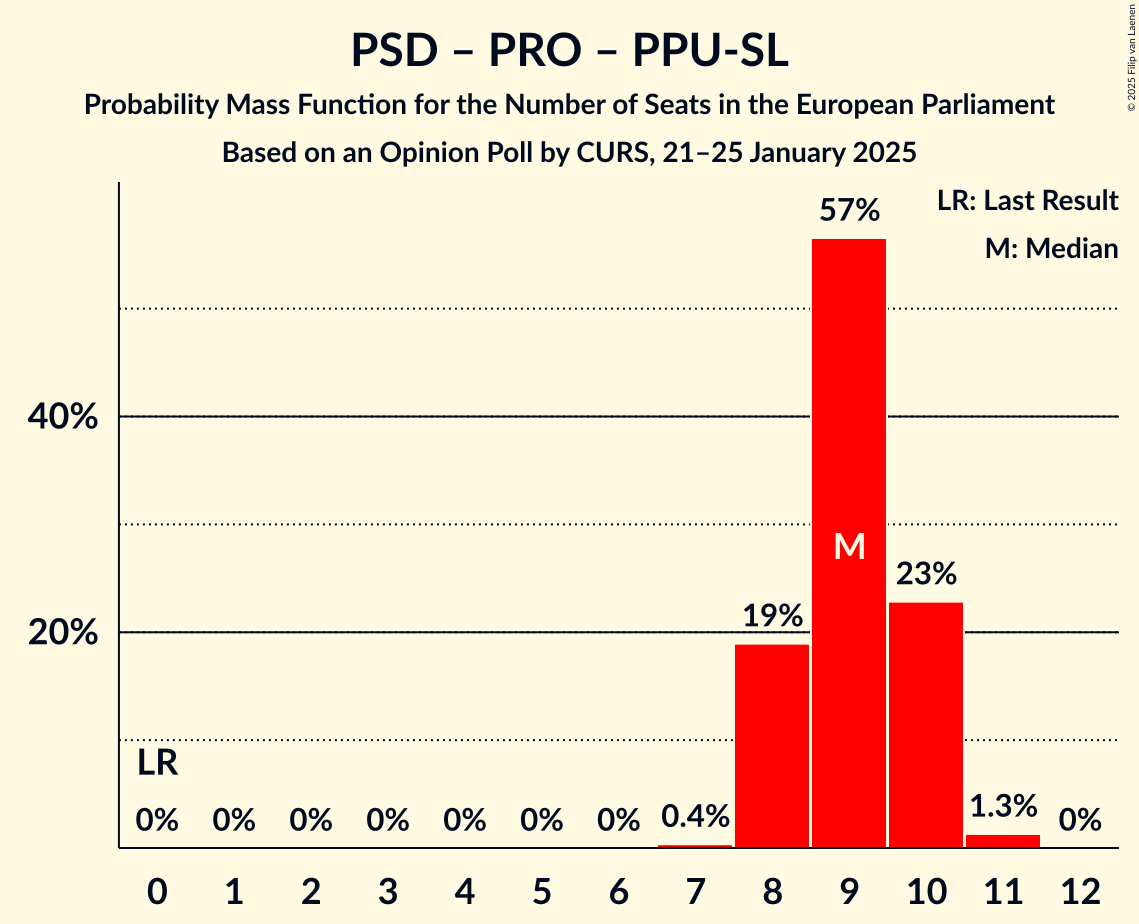 PSD – PRO – PPU-SL
Probability Mass Function for the Number of Seats in the European Parliament
Based on an Opinion Poll by CURS, 21–25 January 2025
© 2025 Filip van Laenen
LR: Last Result
M: Median
57%
40%
M
23%
19%
20%
LR
0% 0% 0% 0% 0% 0% 0% 0.4% 1.3% 0%
0 1 2 3 4 5 6 7 8 9 10 11 12